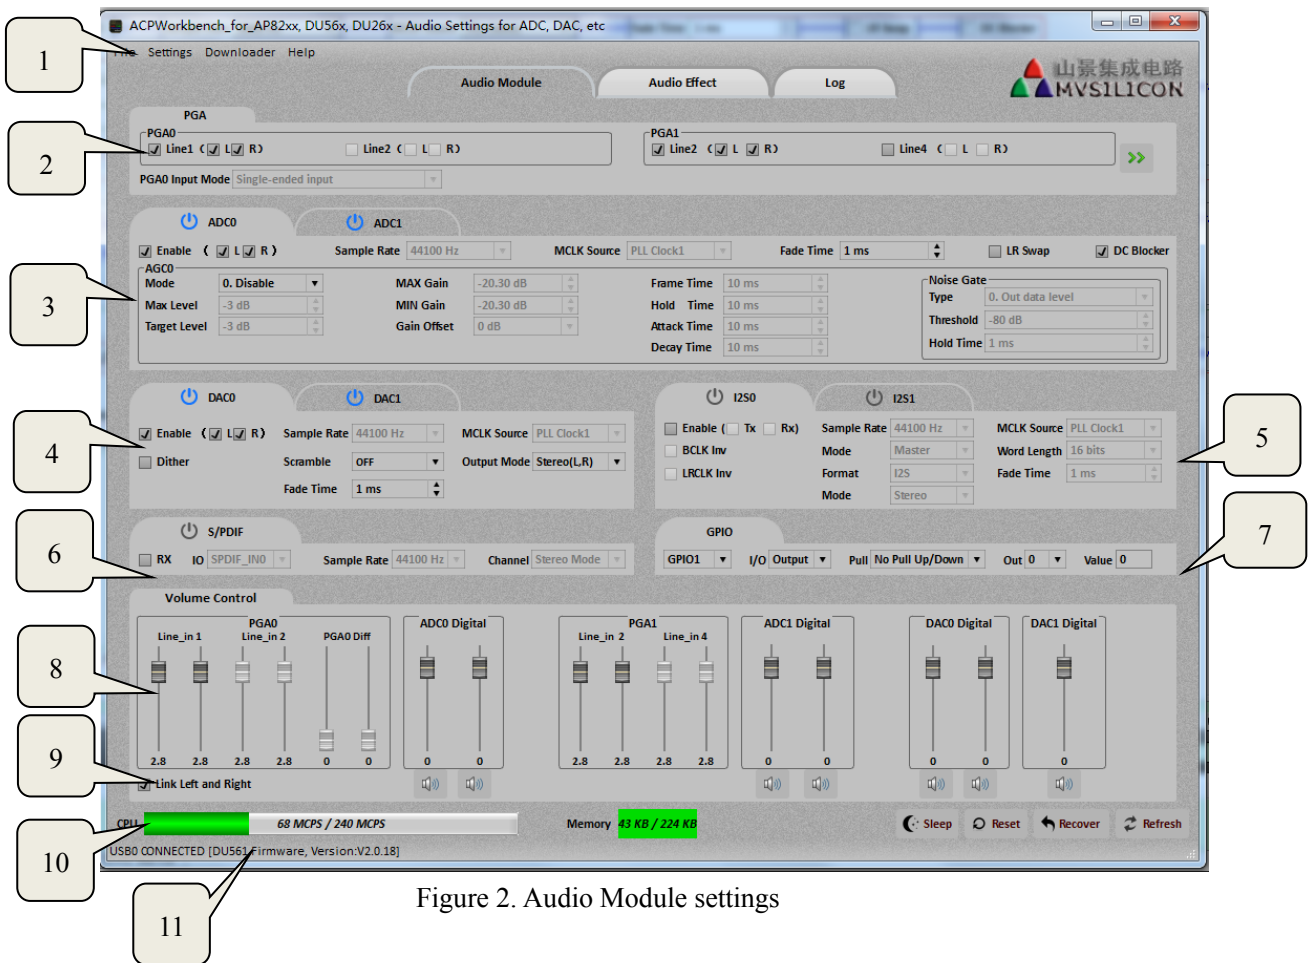 ACPWorkbench_for_AP82xx, DU56x, DU26x - Audio Settings for ADC, DAC, etc
File Settings Downloader Help
Audio Module Audio Effect Log
山景集成电路
MVSILICON
PGA
PGA0
Line1 ( L R ) Line2 ( L R )
PGA1
Line2 ( L R ) Line4 ( L R )
>>
PGA0 Input Mode Single-ended input
ADC0 ADC1
Enable ( L R ) Sample Rate 44100 Hz MCLK Source PLL Clock1 Fade Time 1 ms LR Swap DC Blocker
AGC0
Mode 0. Disable MAX Gain -20.30 dB Frame Time 10 ms
Max Level -3 dB MIN Gain -20.30 dB Hold Time 10 ms
Target Level -3 dB Gain Offset 0 dB Attack Time 10 ms
Decay Time 10 ms
Noise Gate
Type 0. Out data level
Threshold -80 dB
Hold Time 1 ms
DAC0 DAC1
Enable ( L R ) Sample Rate 44100 Hz MCLK Source PLL Clock1
Dither Scramble OFF Output Mode Stereo(L,R)
Fade Time 1 ms
I2S0 I2S1
Enable ( Tx Rx) Sample Rate 44100 Hz MCLK Source PLL Clock1
BCLK Inv Mode Master Word Length 16 bits
LRCLK Inv Format I2S Fade Time 1 ms
Mode Stereo
S/PDIF
RX IO SPDIF_IN0 Sample Rate 44100 Hz Channel Stereo Mode
GPIO
GPIO1 I/O Output Pull No Pull Up/Down Out 0 Value 0
Volume Control
PGA0 ADC0 Digital PGA1 ADC1 Digital DAC0 Digital DAC1 Digital
Line_in 1 Line_in 2 PGA0 Diff Line_in 2 Line_in 4
2.8 2.8 2.8 2.8 0 0 0 0 2.8 2.8 2.8 2.8 0 0 0 0 0
Link Left and Right
CPU 68 MCPS / 240 MCPS Memory 43 KB / 224 KB Sleep Reset Recover Refresh
USB0 CONNECTED [DU561 Firmware, Version:V2.0.18]
1
2
3
4
5
6
7
8
9
10
11
Figure 2. Audio Module settings